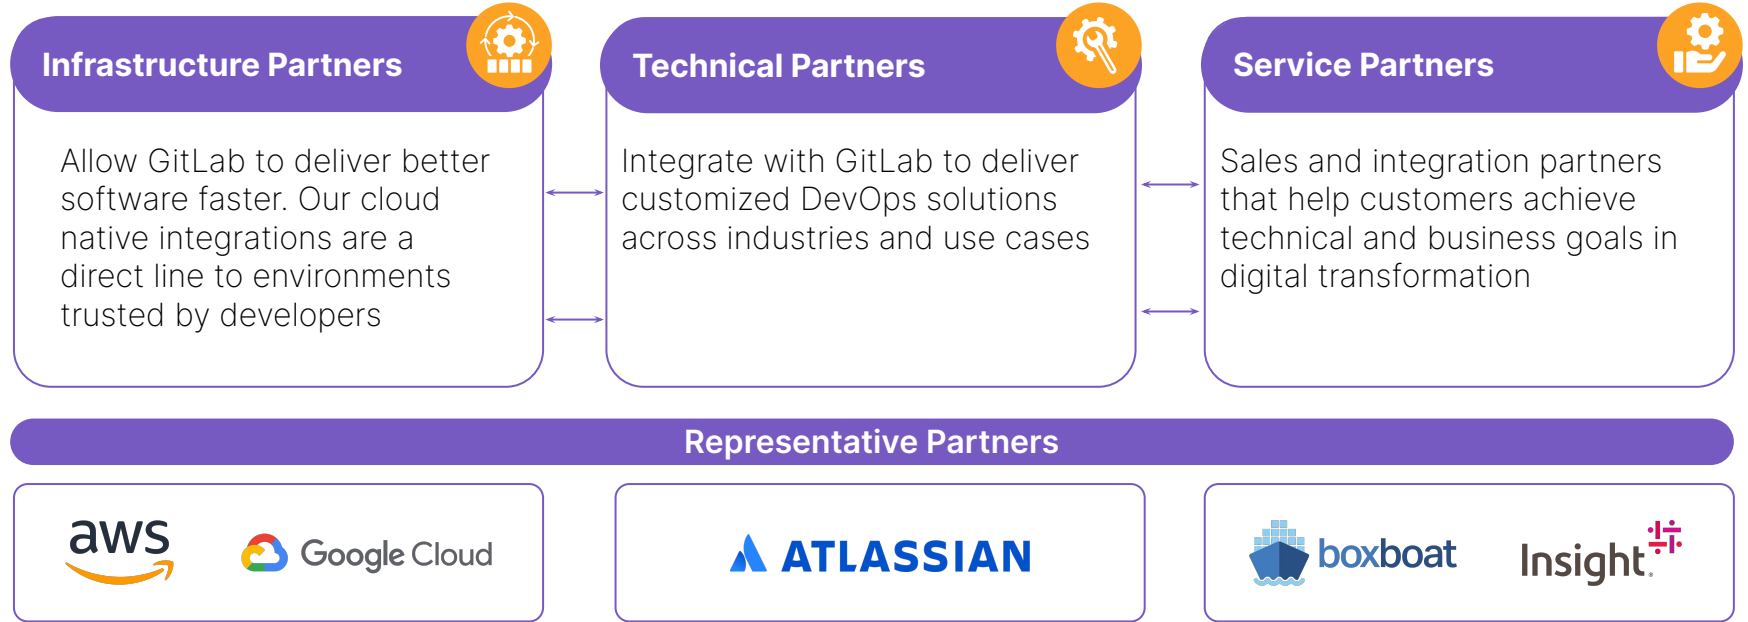 Infrastructure Partners
Allow GitLab to deliver better
software faster. Our cloud
native integrations are a
direct line to environments
trusted by developers
Technical Partners
Integrate with GitLab to deliver
customized DevOps solutions
across industries and use cases
Service Partners
Sales and integration partners
that help customers achieve
technical and business goals in
digital transformation
Representative Partners
aws
Google Cloud
ATLASSIAN
boxboat
Insight